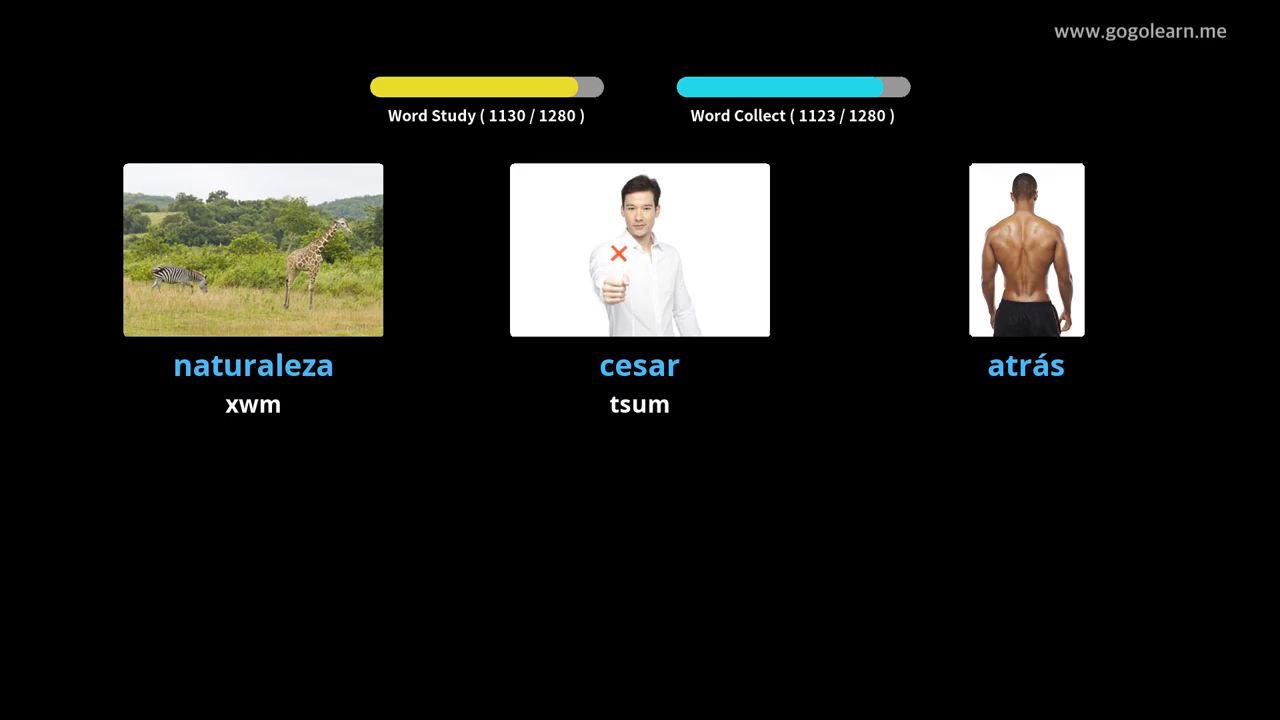 www.gogolearn.me
Word Study ( 1130 / 1280 )
Word Collect ( 1123 / 1280 )
naturaleza
xwm
cesar
tsum
atrás